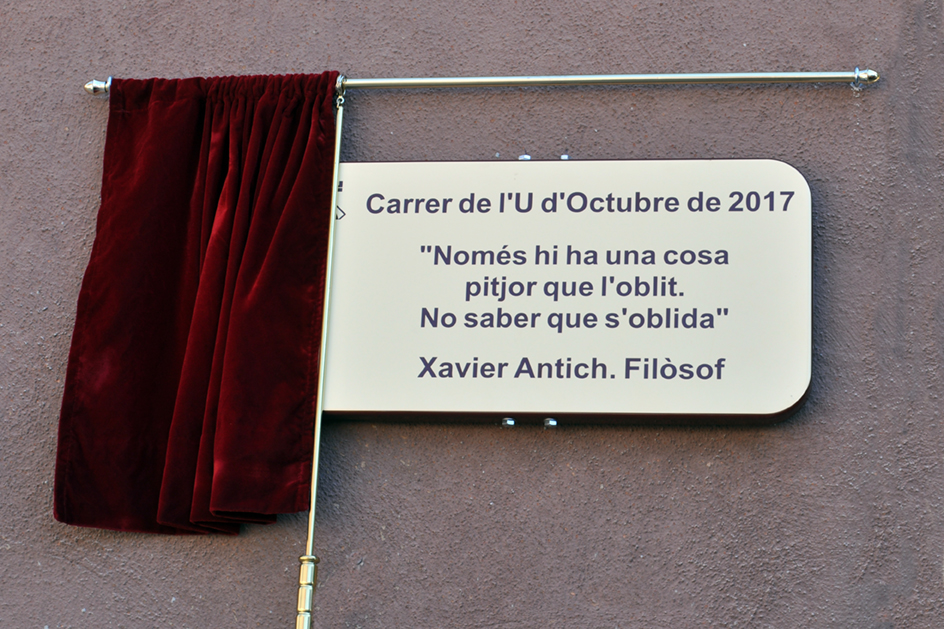 Carrer de l'U d'Octubre de 2017
"Només hi ha una cosa
pitjor que l'oblit.
No saber que s'oblida"
Xavier Antich. Filòsof